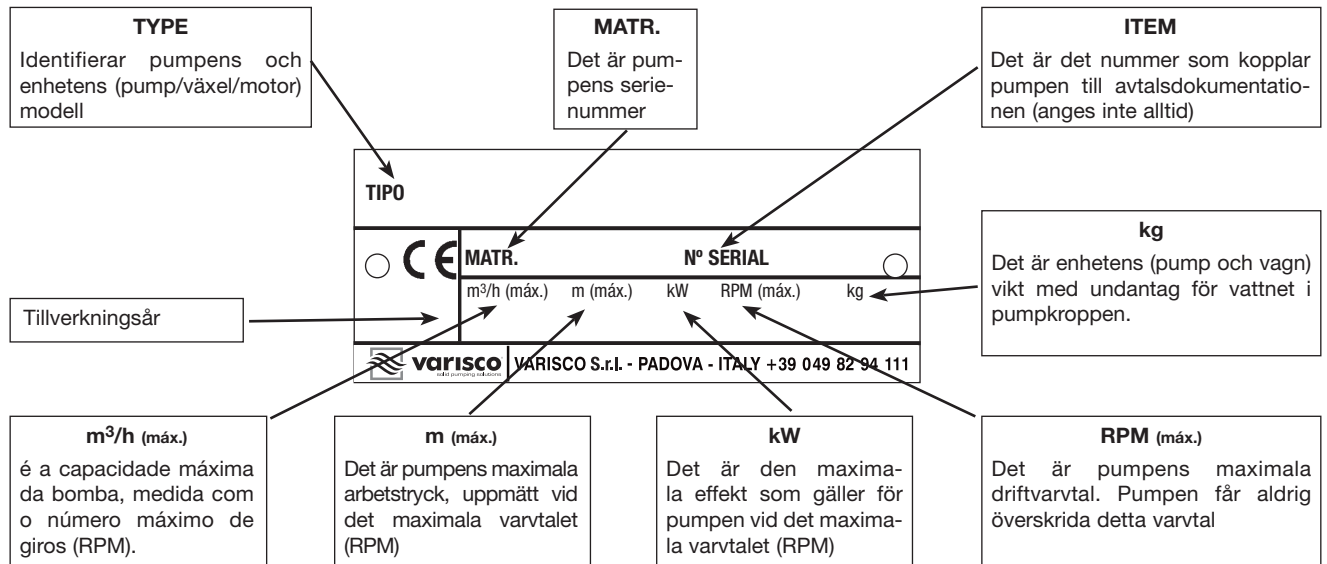 TYPE
Identifierar pumpens och
enhetens (pump/växel/motor)
modell
MATR.
Det är pum-
pens serie-
nummer
ITEM
Det är det nummer som kopplar
pumpen till avtalsdokumentatio-
nen (anges inte alltid)
TIPO
CE
MATR.
Nº SERIAL
m³/h (máx.) m (máx.) kW RPM (máx.) kg
varisco
solid pumping solutions
VARISCO S.r.l. - PADOVA - ITALY +39 049 82 94 111
kg
Det är enhetens (pump och vagn)
vikt med undantag för vattnet i
pumpkroppen.
Tillverkningsår
m³/h (máx.)
é a capacidade máxima
da bomba, medida com
o número máximo de
giros (RPM).
m (máx.)
Det är pumpens maximala
arbetstryck, uppmätt vid
det maximala varvtalet
(RPM)
kW
Det är den maxima-
la effekt som gäller för
pumpen vid det maxima-
la varvtalet (RPM)
RPM (máx.)
Det är pumpens maximala
driftvarvtal. Pumpen får aldrig
överskrida detta varvtal